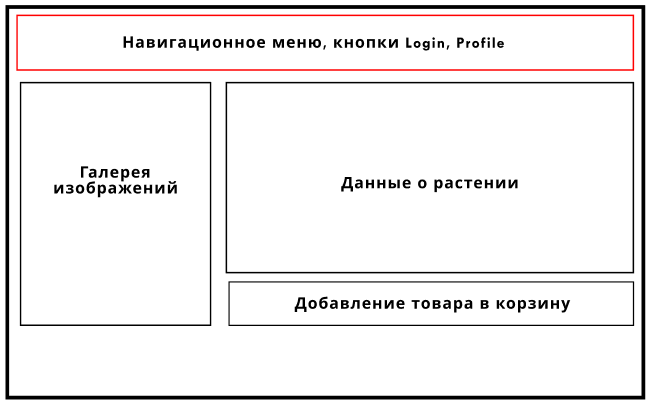 Навигационное меню, кнопки Login, Profile
Галерея
изображений
Данные о растении
Добавление товара в корзину